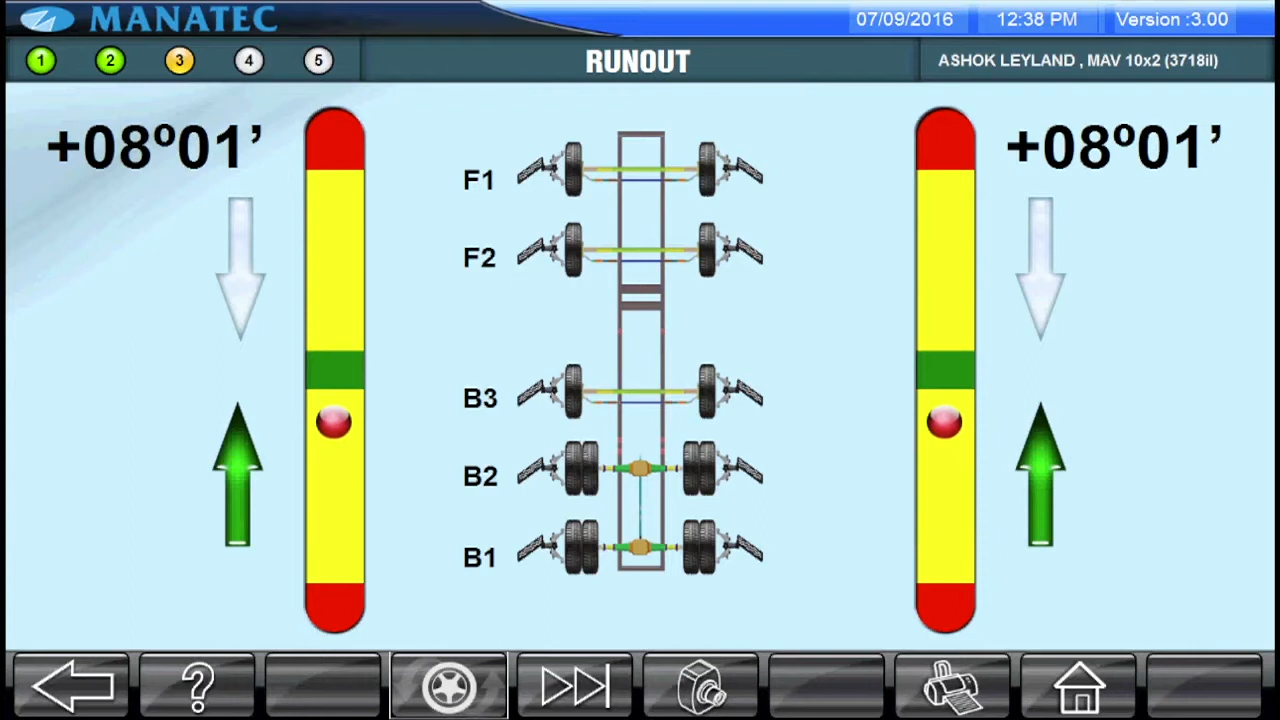 MANATEC
07/09/2016 12:38 PM Version :3.00
1 2 3 4 5
RUNOUT
ASHOK LEYLAND , MAV 10x2 (3718il)
+08º01’ +08º01’
F1
F2
B3
B2
B1
?